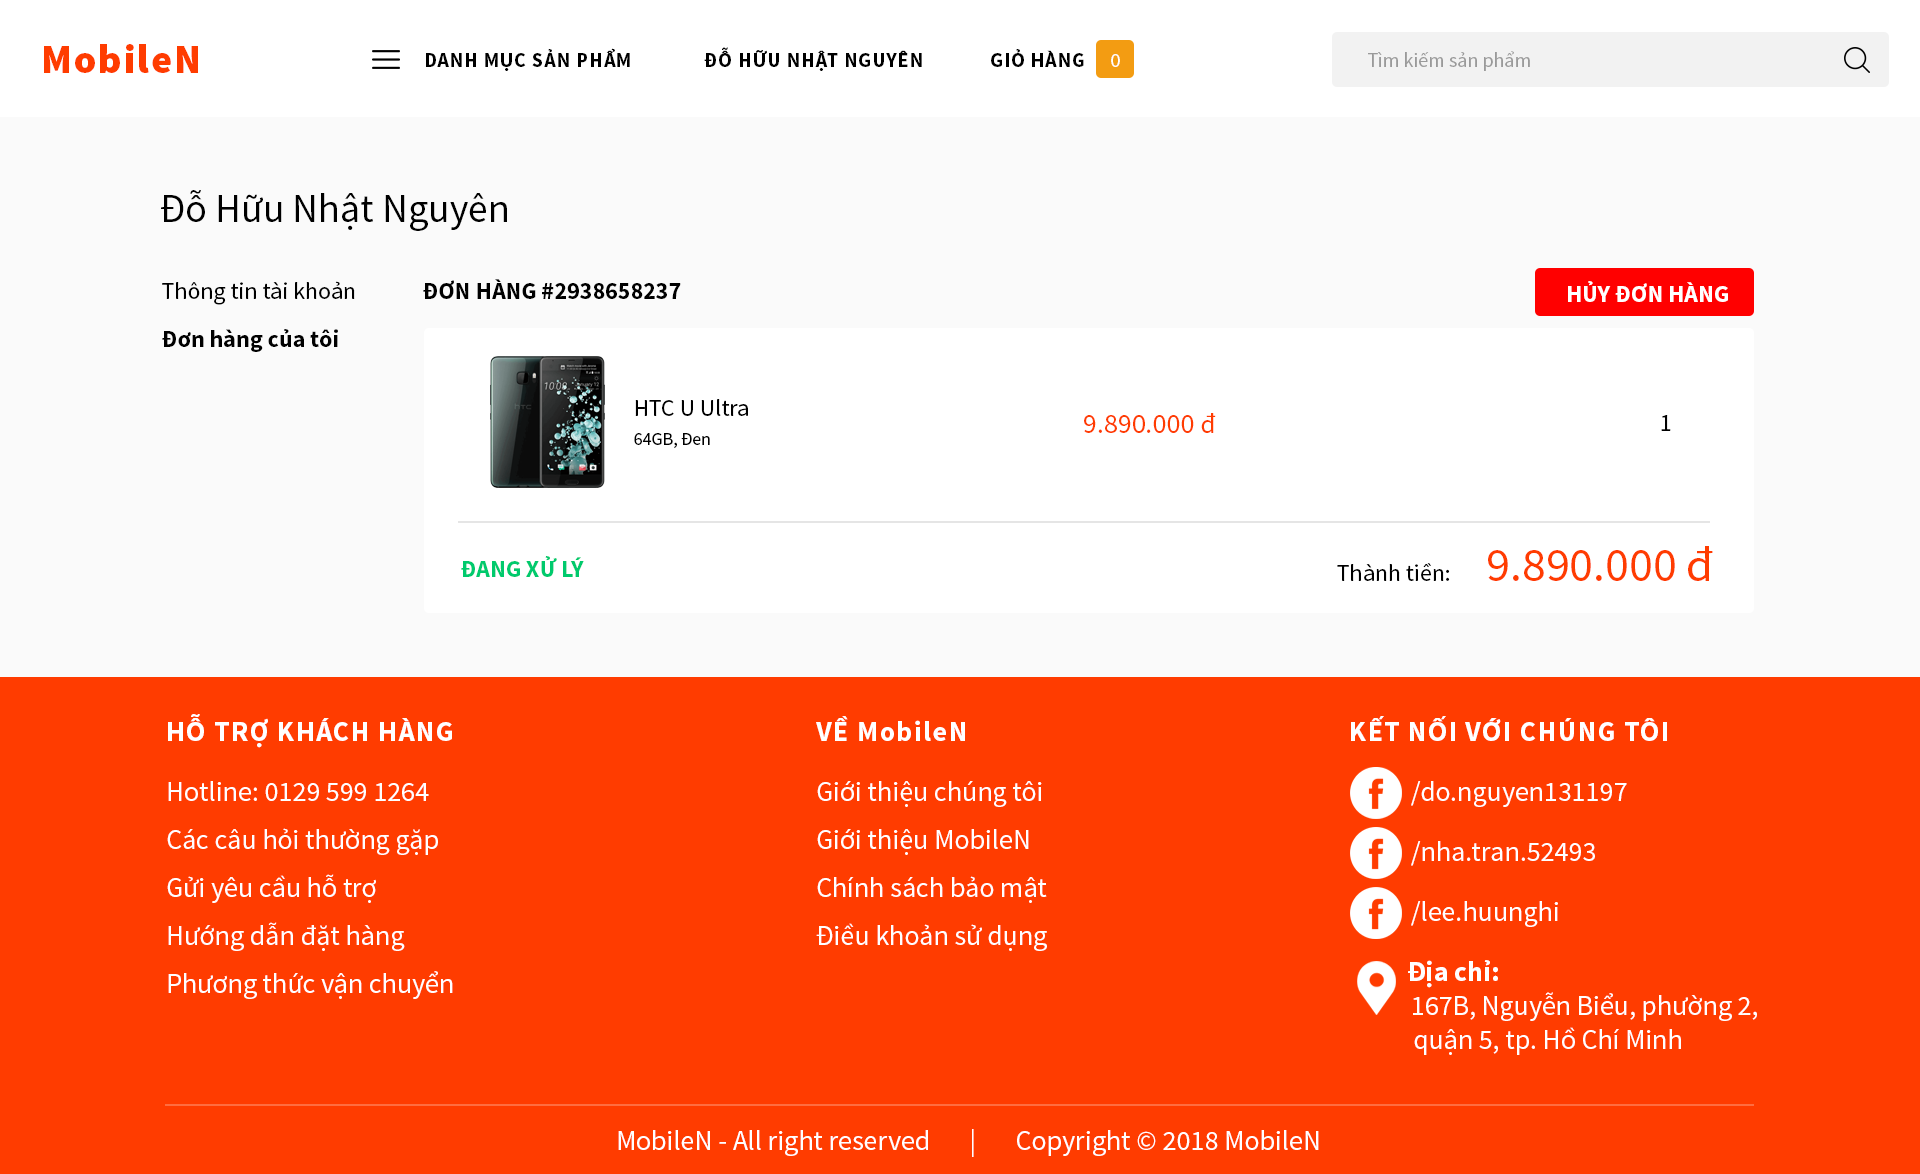 MobileN
DANH MỤC SẢN PHẨM
ĐỖ HỮU NHẬT NGUYÊN
GIỎ HÀNG 0
Tìm kiếm sản phẩm
Đỗ Hữu Nhật Nguyên
Thông tin tài khoản
Đơn hàng của tôi
ĐƠN HÀNG #2938658237
HỦY ĐƠN HÀNG
HTC U Ultra
64GB, Đen
9.890.000 đ
1
ĐANG XỬ LÝ
Thành tiền: 9.890.000 đ
HỖ TRỢ KHÁCH HÀNG
Hotline: 0129 599 1264
Các câu hỏi thường gặp
Gửi yêu cầu hỗ trợ
Hướng dẫn đặt hàng
Phương thức vận chuyển
VỀ MobileN
Giới thiệu chúng tôi
Giới thiệu MobileN
Chính sách bảo mật
Điều khoản sử dụng
KẾT NỐI VỚI CHÚNG TÔI
/do.nguyen131197
/nha.tran.52493
/lee.huunghi
Địa chỉ:
167B, Nguyễn Biểu, phường 2,
quận 5, tp. Hồ Chí Minh
MobileN - All right reserved | Copyright © 2018 MobileN